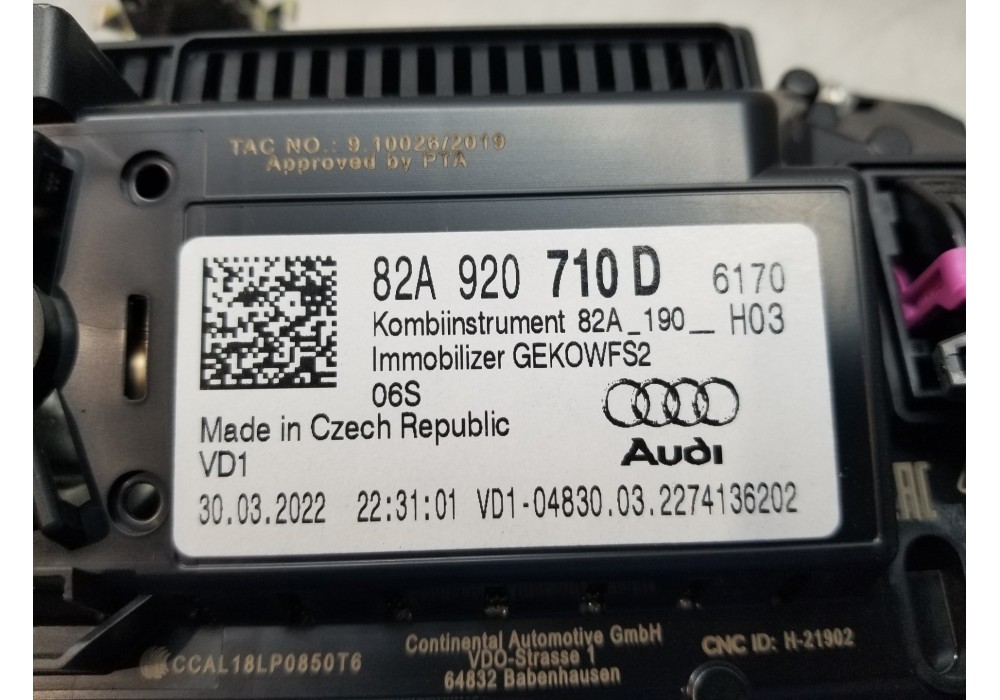 TAC NO.: 9.10026/2019
Approved by PTA
82A 920 710 D 6170
Kombiinstrument 82A_190__ H03
Immobilizer GEKOWFS2
06S
Made in Czech Republic
Audi
VD1
30.03.2022 22:31:01 VD1-04830.03.2274136202
EAC
Continental Automotive GmbH
VDO-Strasse 1
64832 Babenhausen
CNC ID: H-21902
CCAL18LP0850T6